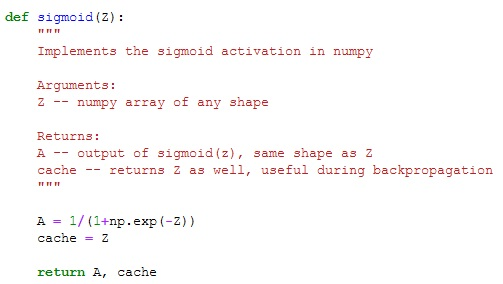 def sigmoid(Z):
"""
Implements the sigmoid activation in numpy
Arguments:
Z -- numpy array of any shape
Returns:
A -- output of sigmoid(z), same shape as Z
cache -- returns Z as well, useful during backpropagation
"""
A = 1/(1+np.exp(-Z))
cache = Z
return A, cache